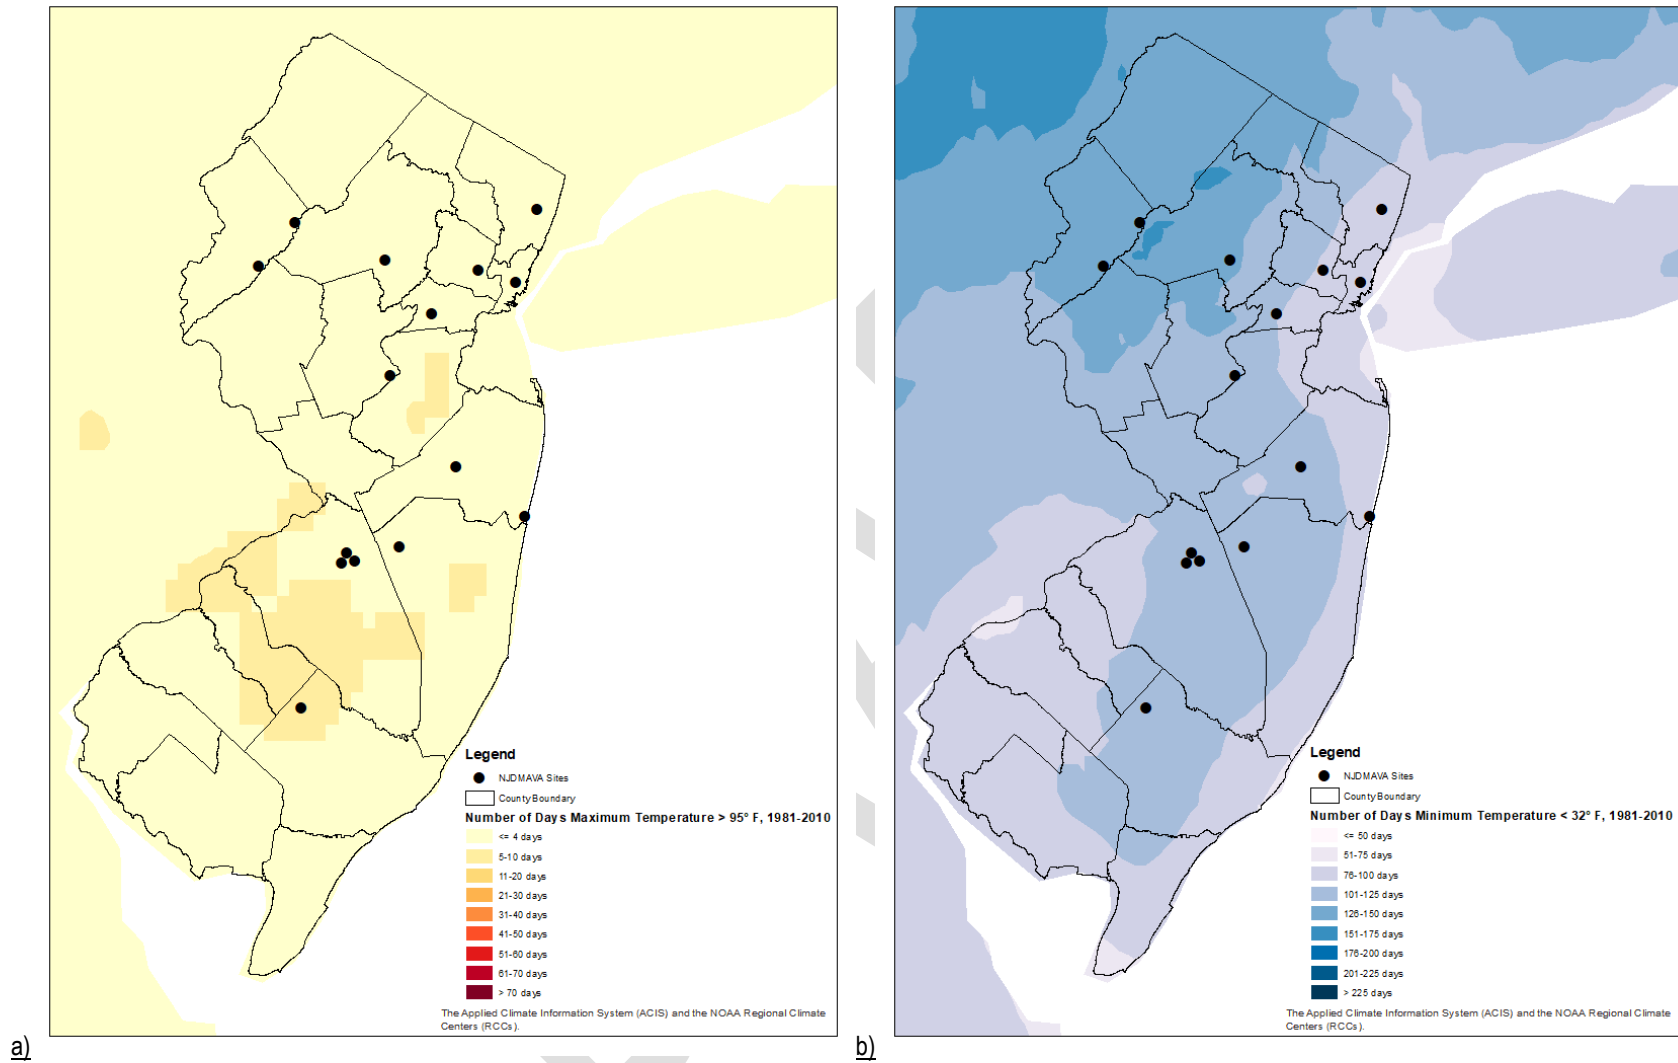 Legend
NJDMAVA Sites
County Boundary
Number of Days Maximum Temperature > 95° F, 1981-2010
<= 4 days
5-10 days
11-20 days
21-30 days
31-40 days
41-50 days
51-60 days
61-70 days
> 70 days
The Applied Climate Information System (ACIS) and the NOAA Regional Climate
Centers (RCCs).
a)
Legend
NJDMAVA Sites
County Boundary
Number of Days Minimum Temperature < 32° F, 1981-2010
<= 50 days
51-75 days
76-100 days
101-125 days
126-150 days
151-175 days
176-200 days
201-225 days
> 225 days
The Applied Climate Information System (ACIS) and the NOAA Regional Climate
Centers (RCCs).
b)